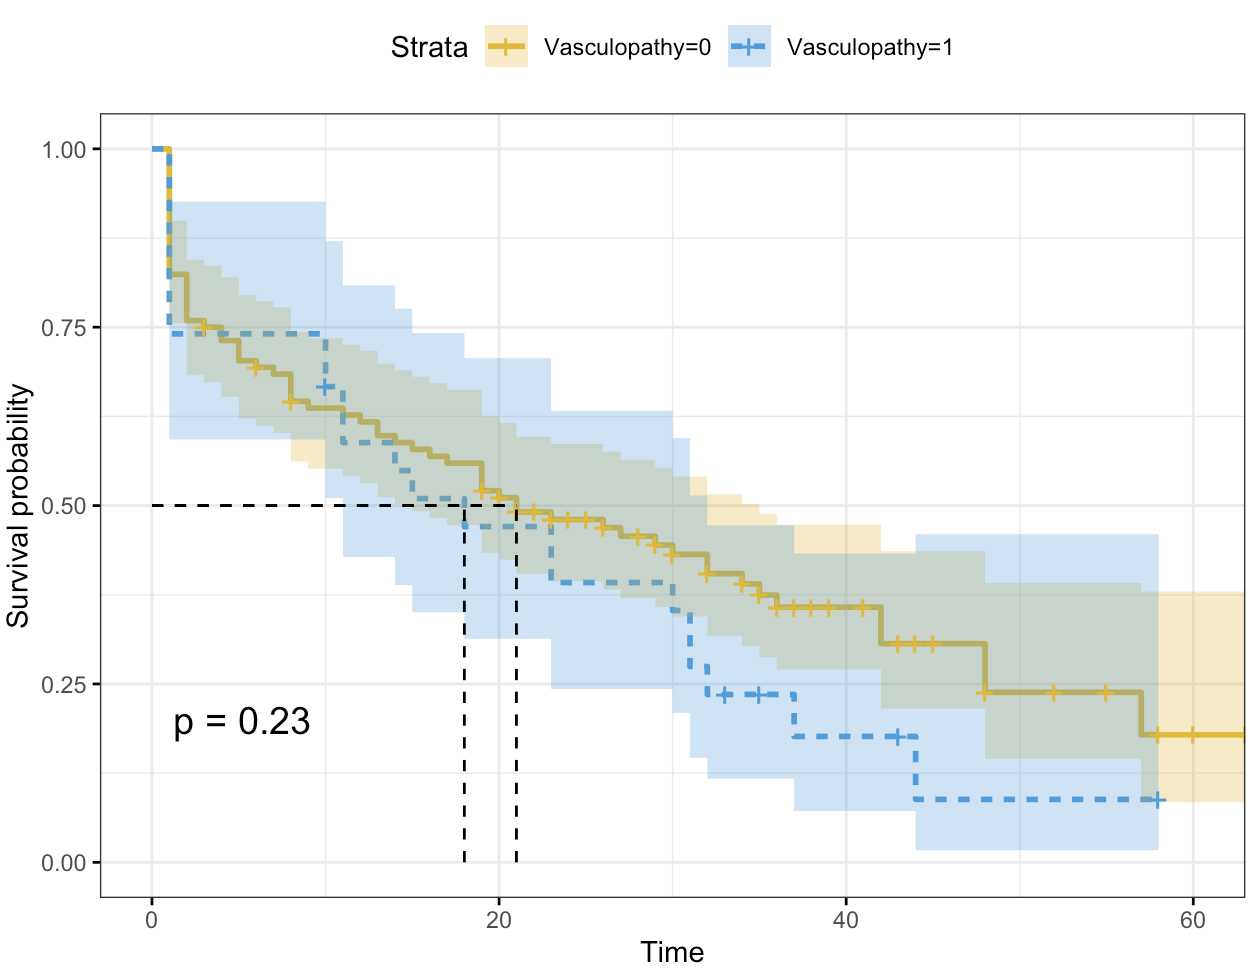 Strata Vasculopathy=0 Vasculopathy=1
Survival probability
1.00
0.75
0.50
0.25
0.00
p = 0.23
0 20 40 60
Time